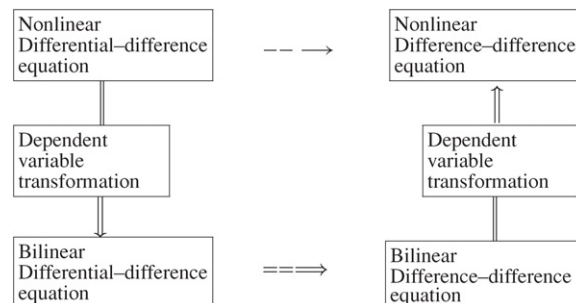 Nonlinear
Differential–difference
equation
Nonlinear
Difference–difference
equation
Dependent
variable
transformation
Dependent
variable
transformation
Bilinear
Differential–difference
equation
Bilinear
Difference–difference
equation